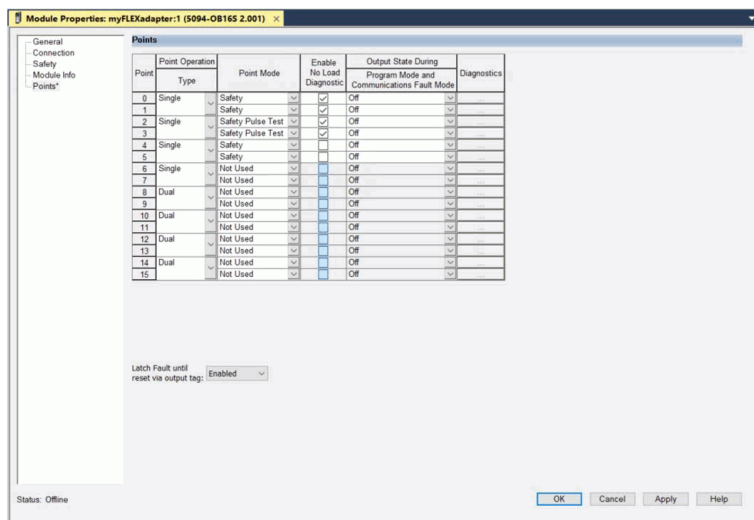 Module Properties: myFLEXadapter:1 (5094-OB16S 2.001) ×
General
Connection
Safety
Module Info
Points*
Points
Point
Point Operation
Type
Point Mode
Enable
No Load
Diagnostic
Output State During
Program Mode and
Communications Fault Mode
Diagnostics
0 Single Safety Off ...
1 Safety Off ...
2 Single Safety Pulse Test Off ...
3 Safety Pulse Test Off ...
4 Single Safety Off ...
5 Safety Off ...
6 Single Not Used Off ...
7 Not Used Off ...
8 Dual Not Used Off ...
9 Not Used Off ...
10 Dual Not Used Off ...
11 Not Used Off ...
12 Dual Not Used Off ...
13 Not Used Off ...
14 Dual Not Used Off ...
15 Not Used Off ...
Latch Fault until
reset via output tag: Enabled
Status: Offline
OK Cancel Apply Help